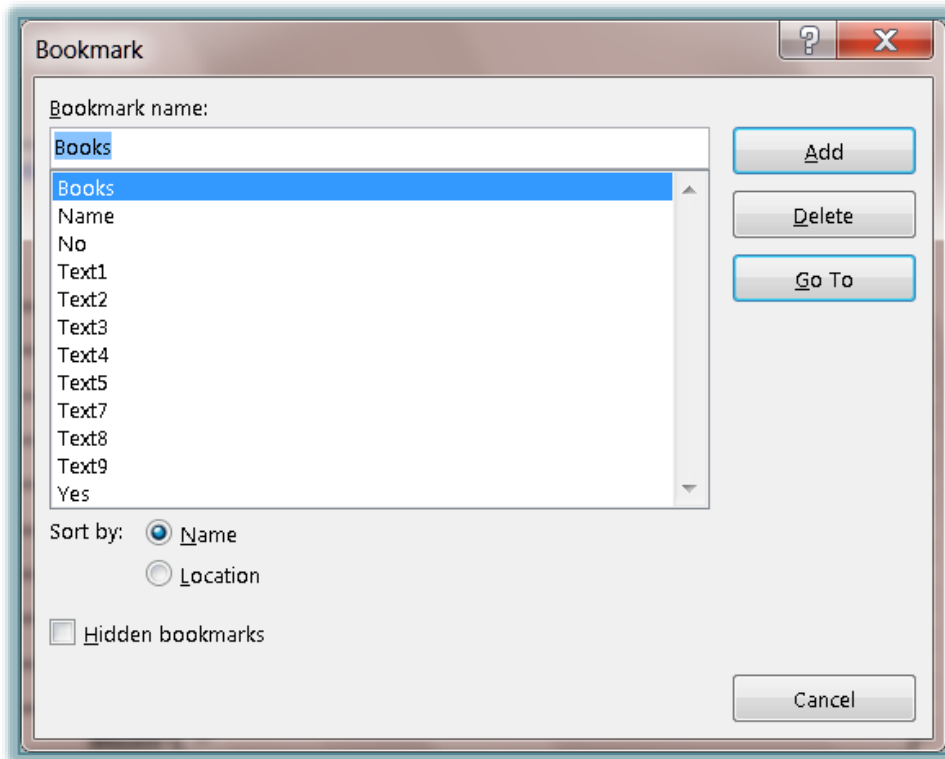 Bookmark
Bookmark name:
Books
Add
Books
Name
No
Text1
Text2
Text3
Text4
Text5
Text7
Text8
Text9
Yes
Delete
Go To
Sort by:
Name
Location
Hidden bookmarks
Cancel